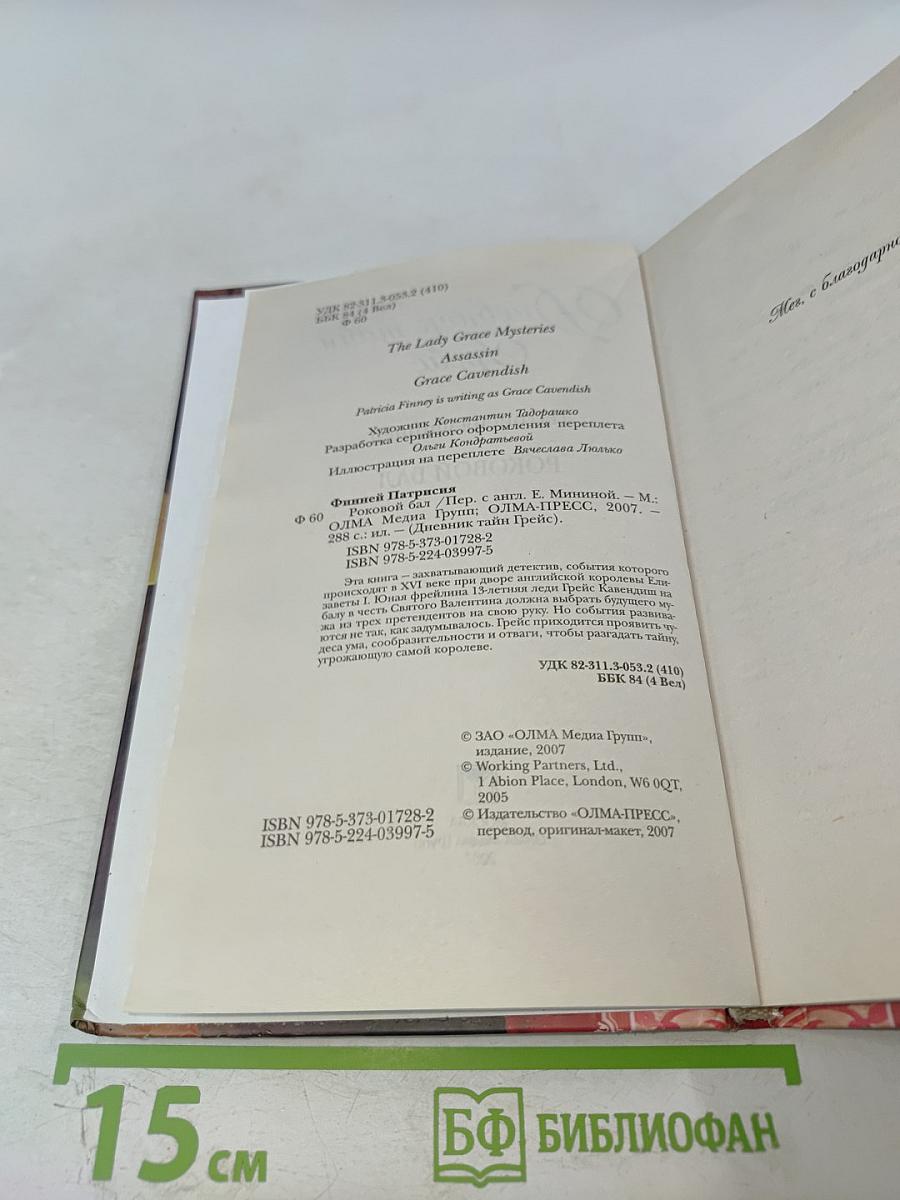 УДК 82-311.3-053.2 (410)
ББК 84 (4 Вел)
Ф 60
The Lady Grace Mysteries
Assassin
Grace Cavendish
Patricia Finney is writing as Grace Cavendish
Художник Константин Тадорашко
Разработка серийного оформления переплета
Ольги Кондратьевой
Иллюстрация на переплете Вячеслава Люлько
Финней Патрисия
Ф 60 Роковой бал /Пер. с англ. Е. Мининой. — М.:
ОЛМА Медиа Групп; ОЛМА-ПРЕСС, 2007. —
288 с.: ил. — (Дневник тайн Грейс).
ISBN 978-5-373-01728-2
ISBN 978-5-224-03997-5
Эта книга — захватывающий детектив, события которого
происходят в XVI веке при дворе английской королевы Ели-
заветы I. Юная фрейлина 13-летняя леди Грейс Кавендиш на
балу в честь Святого Валентина должна выбрать будущего му-
жа из трех претендентов на свою руку. Но события развива-
ются не так, как задумывалось. Грейс приходится проявить чу-
деса ума, сообразительности и отваги, чтобы разгадать тайну,
угрожающую самой королеве.
УДК 82-311.3-053.2 (410)
ББК 84 (4 Вел)
© ЗАО «ОЛМА Медиа Групп»,
издание, 2007
© Working Partners, Ltd.,
1 Abion Place, London, W6 0QT,
2005
© Издательство «ОЛМА-ПРЕСС»,
перевод, оригинал-макет, 2007
ISBN 978-5-373-01728-2
ISBN 978-5-224-03997-5
Мег, с благодарно
15 см
БФ БИБЛИОФАН